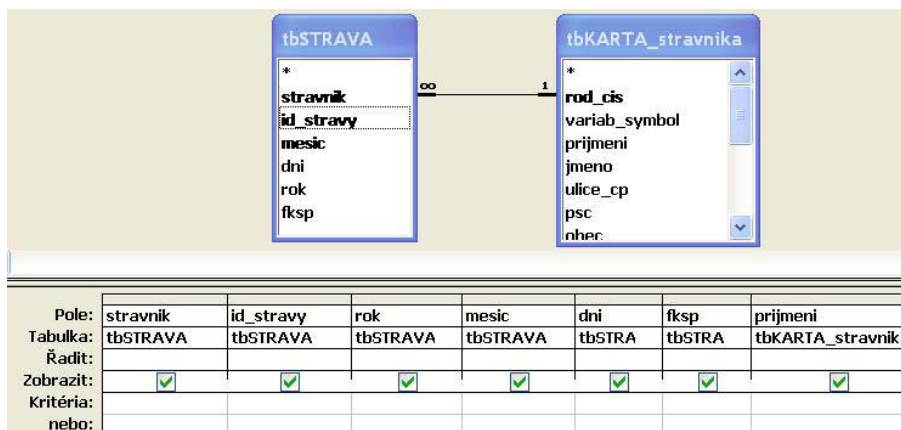 tbSTRAVA
*
stravnik
id_stravy
mesic
dni
rok
fksp
∞ 1
tbKARTA_stravnika
*
rod_cis
variab_symbol
prijmeni
jmeno
ulice_cp
psc
obec
Pole: stravnik id_stravy rok mesic dni fksp prijmeni
Tabulka: tbSTRAVA tbSTRAVA tbSTRAVA tbSTRAVA tbSTRA tbSTRA tbKARTA_stravnik
Řadit:
Zobrazit:
Kritéria:
nebo: